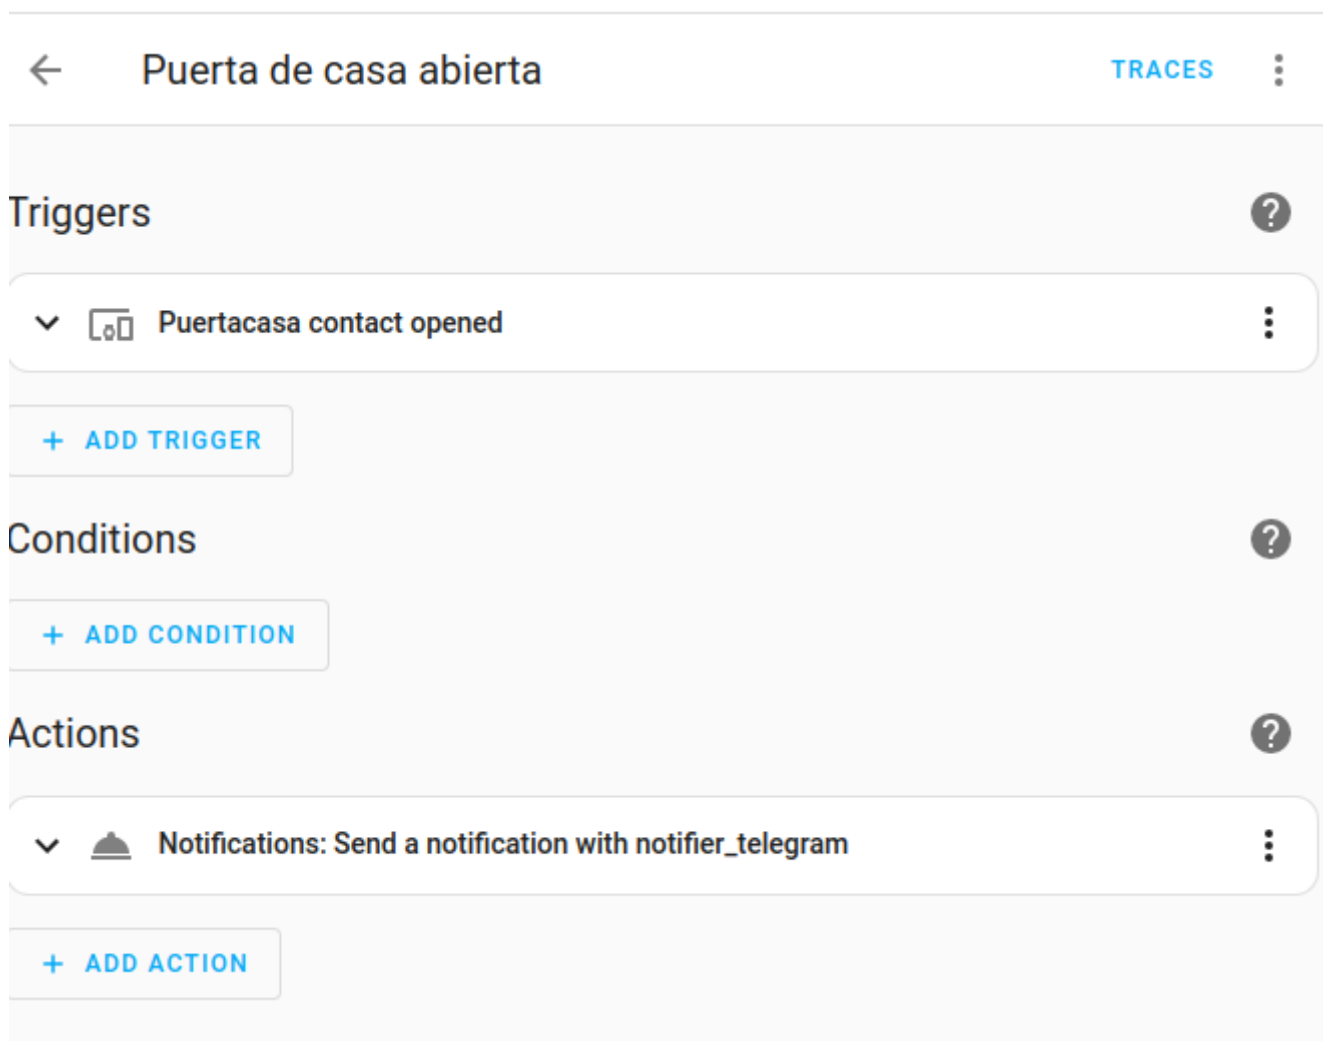 Puerta de casa abierta
TRACES
Triggers
Puertacasa contact opened
+ ADD TRIGGER
Conditions
+ ADD CONDITION
Actions
Notifications: Send a notification with notifier_telegram
+ ADD ACTION